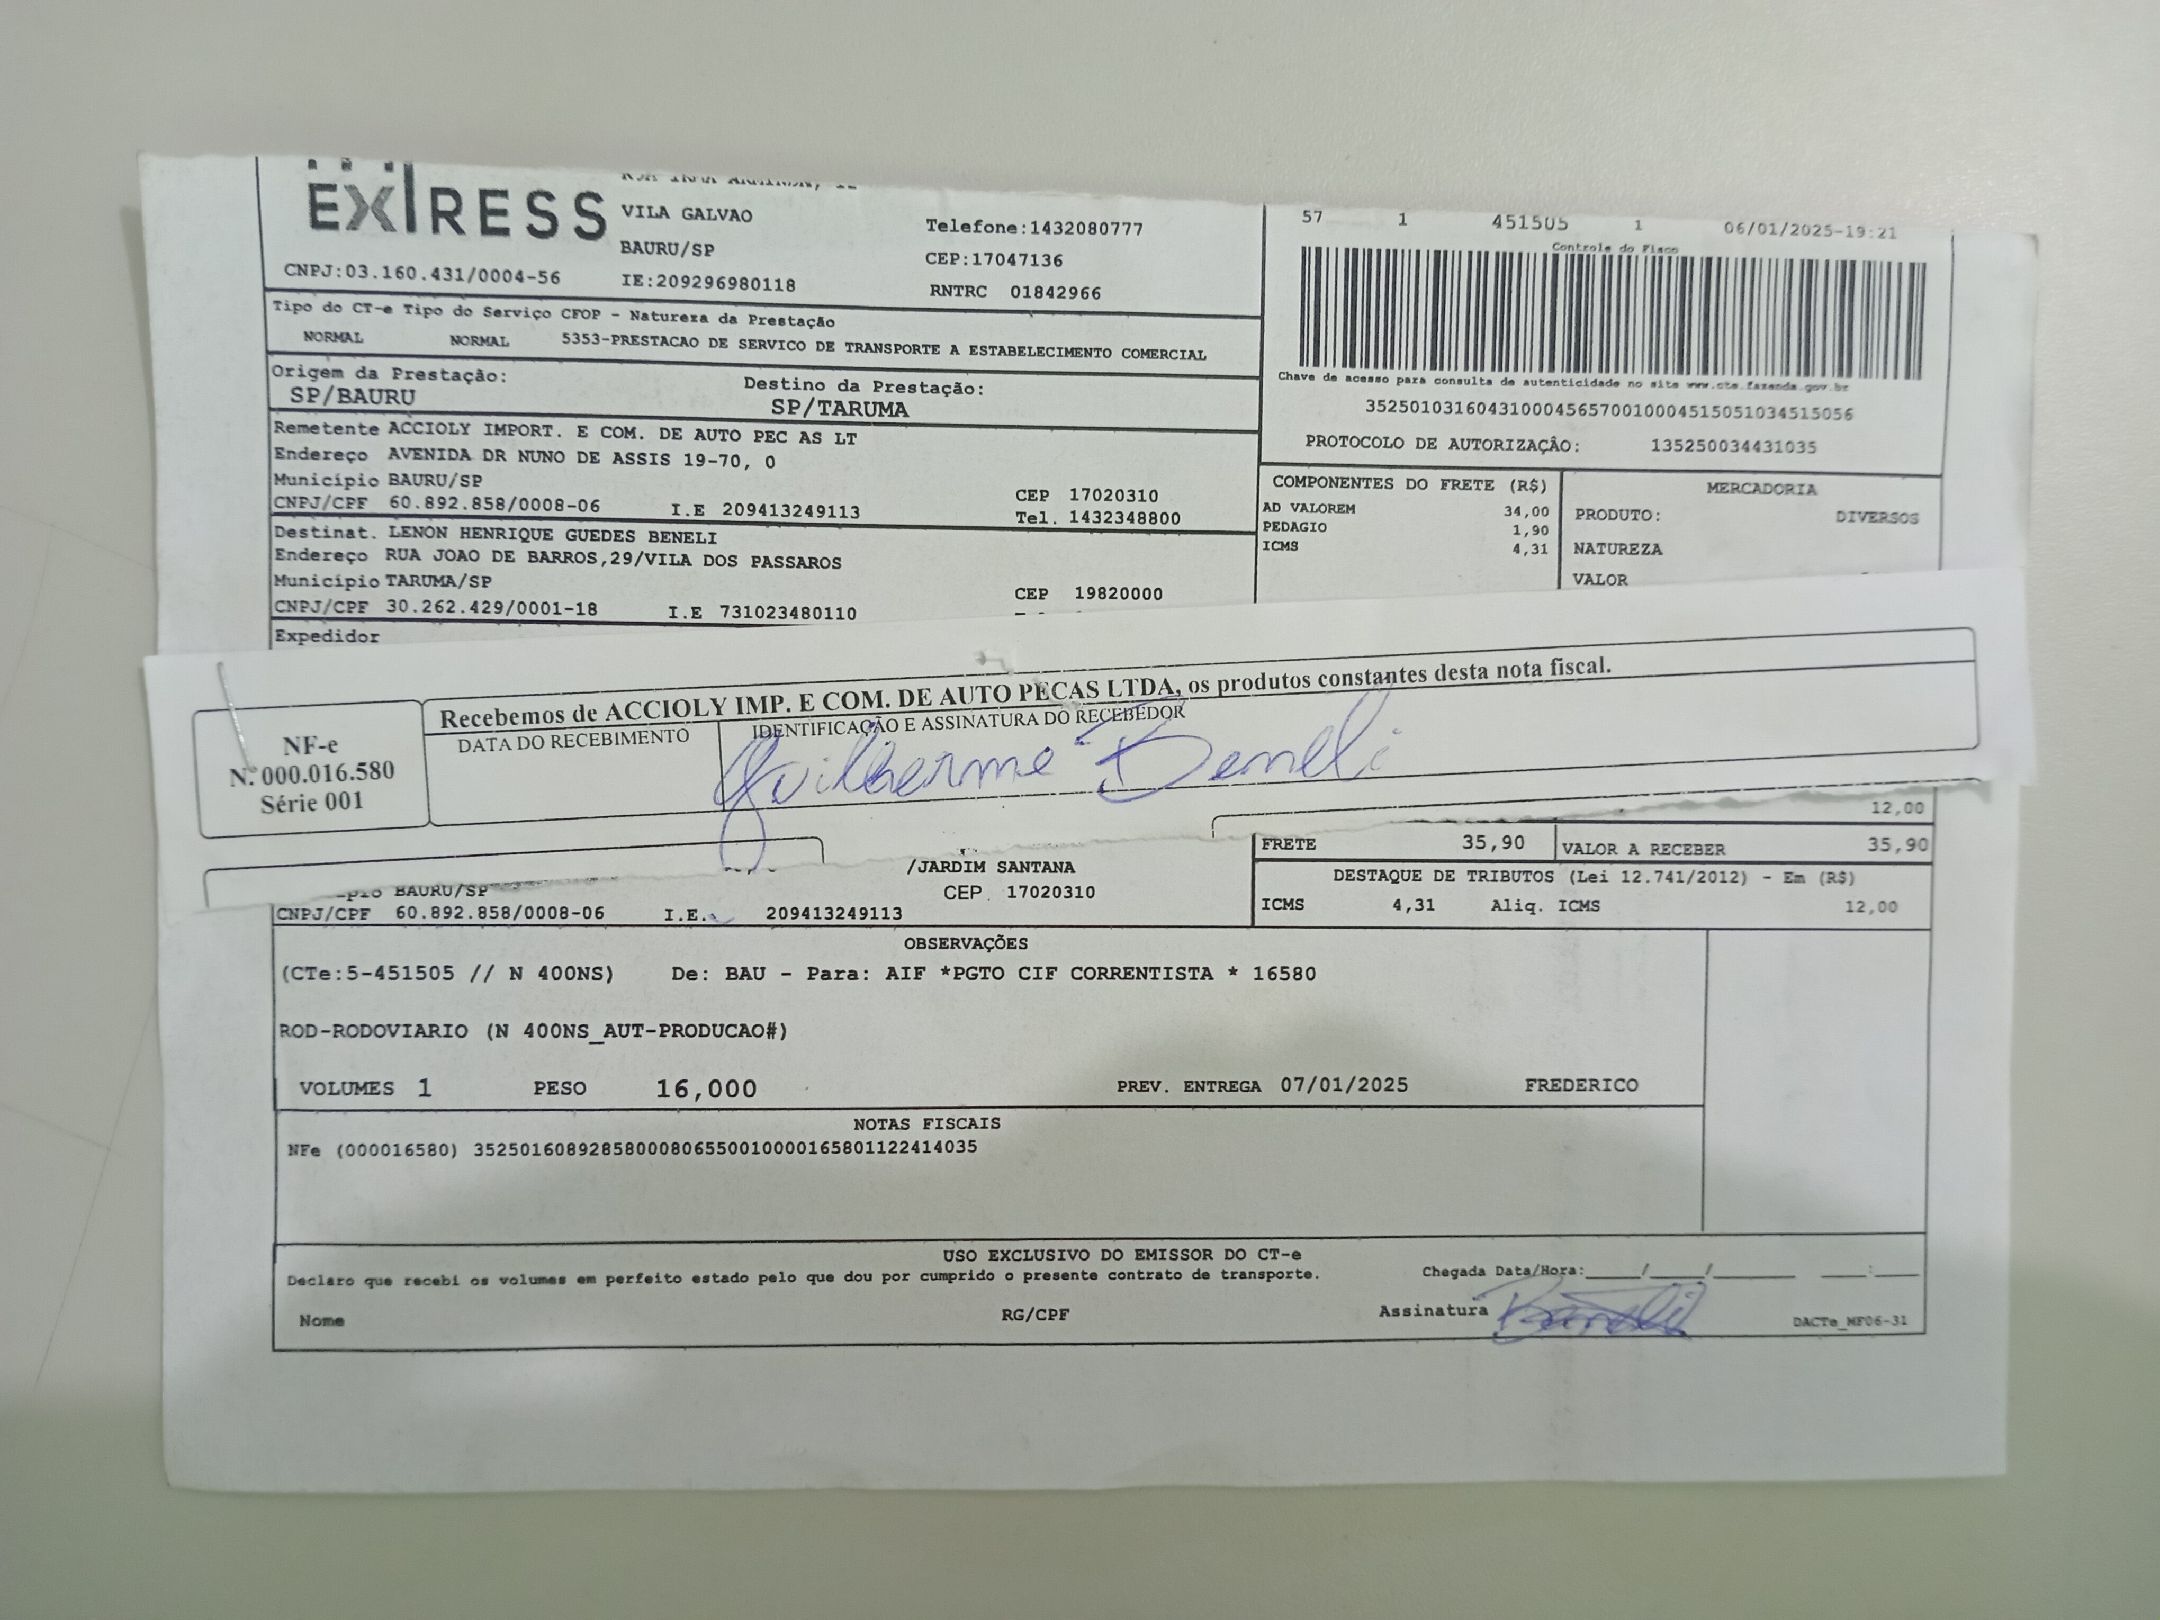 EXPRESS
VILA GALVAO
BAURU/SP
CNPJ:03.160.431/0004-56 IE:209296980118
Telefone:1432080777
CEP:17047136
RNTRC 01842966
57 1 451505 1 06/01/2025-19:21
Controle do Fisco
Chave de acesso para consulta de autenticidade no site www.cte.fazenda.gov.br
35250103160431000456570010004515051034515056
PROTOCOLO DE AUTORIZAÇÃO: 135250034431035
Tipo do CT-e Tipo do Serviço CFOP - Natureza da Prestação
NORMAL NORMAL 5353-PRESTACAO DE SERVICO DE TRANSPORTE A ESTABELECIMENTO COMERCIAL
Origem da Prestação: Destino da Prestação:
SP/BAURU SP/TARUMA
Remetente ACCIOLY IMPORT. E COM. DE AUTO PEC AS LT
Endereço AVENIDA DR NUNO DE ASSIS 19-70, 0
Município BAURU/SP CEP 17020310
CNPJ/CPF 60.892.858/0008-06 I.E 209413249113 Tel. 1432348800
Destinat. LENON HENRIQUE GUEDES BENELI
Endereço RUA JOAO DE BARROS,29/VILA DOS PASSAROS
Município TARUMA/SP CEP 19820000
CNPJ/CPF 30.262.429/0001-18 I.E 731023480110
Expedidor
COMPONENTES DO FRETE (R$)
AD VALOREM 34,00
PEDAGIO 1,90
ICMS 4,31
MERCADORIA
PRODUTO: DIVERSOS
NATUREZA
VALOR
NF-e
N. 000.016.580
Série 001
Recebemos de ACCIOLY IMP. E COM. DE AUTO PECAS LTDA, os produtos constantes desta nota fiscal.
DATA DO RECEBIMENTO IDENTIFICAÇÃO E ASSINATURA DO RECEBEDOR
Guilherme Beneli
12,00
FRETE 35,90 VALOR A RECEBER 35,90
/JARDIM SANTANA
BAURU/SP CEP. 17020310
CNPJ/CPF 60.892.858/0008-06 I.E. 209413249113
DESTAQUE DE TRIBUTOS (Lei 12.741/2012) - Em (R$)
ICMS 4,31 Aliq. ICMS 12,00
OBSERVAÇÕES
(CTe:5-451505 // N 400NS) De: BAU - Para: AIF *PGTO CIF CORRENTISTA * 16580
ROD-RODOVIARIO (N 400NS_AUT-PRODUCAO#)
VOLUMES 1 PESO 16,000 PREV. ENTREGA 07/01/2025 FREDERICO
NOTAS FISCAIS
NFe (000016580) 35250160892858000806550010000165801122414035
USO EXCLUSIVO DO EMISSOR DO CT-e
Declaro que recebi os volumes em perfeito estado pelo que dou por cumprido o presente contrato de transporte. Chegada Data/Hora:____/____/______ ____:____
Nome RG/CPF Assinatura Beneli DACTe_MF06-31